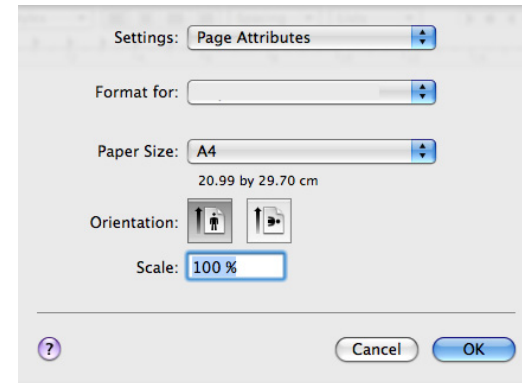 Settings: Page Attributes
Format for:
Paper Size: A4
20.99 by 29.70 cm
Orientation:
Scale: 100 %
? Cancel OK